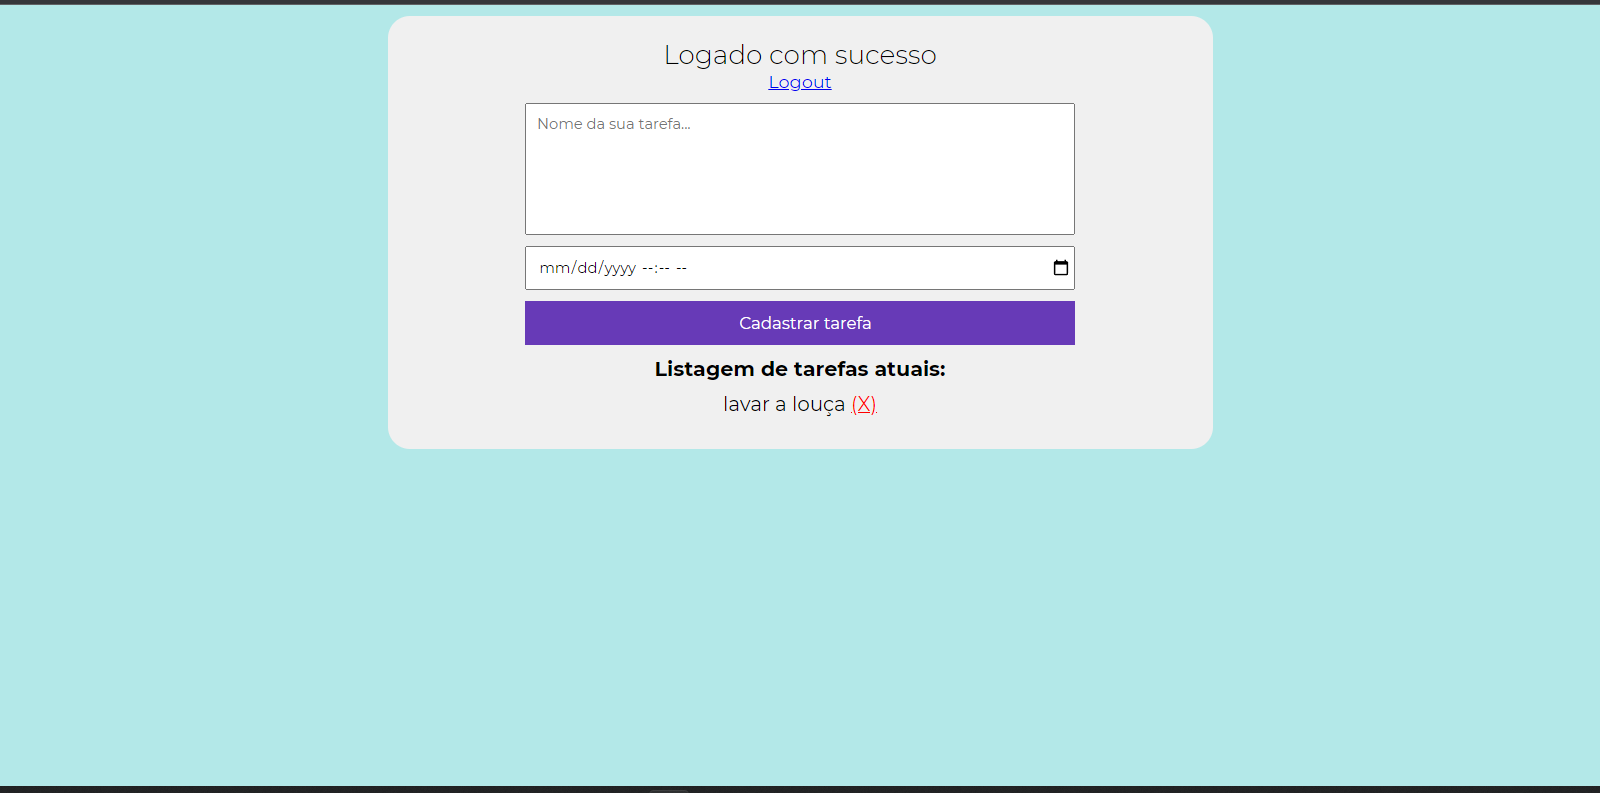 Logado com sucesso
Logout
Nome da sua tarefa...
mm/dd/yyyy --:-- --
Cadastrar tarefa
Listagem de tarefas atuais:
lavar a louça (X)